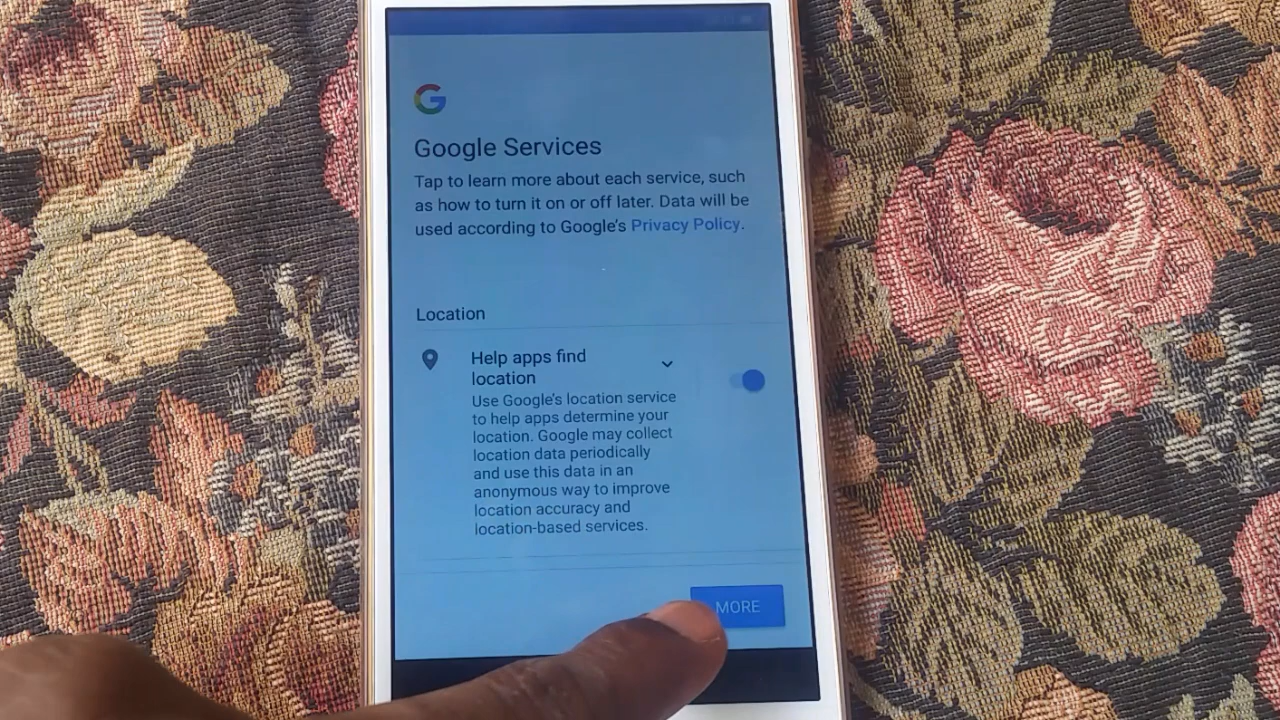 Google Services
Tap to learn more about each service, such
as how to turn it on or off later. Data will be
used according to Google's Privacy Policy.
Location
Help apps find
location
Use Google's location service
to help apps determine your
location. Google may collect
location data periodically
and use this data in an
anonymous way to improve
location accuracy and
location-based services.
MORE